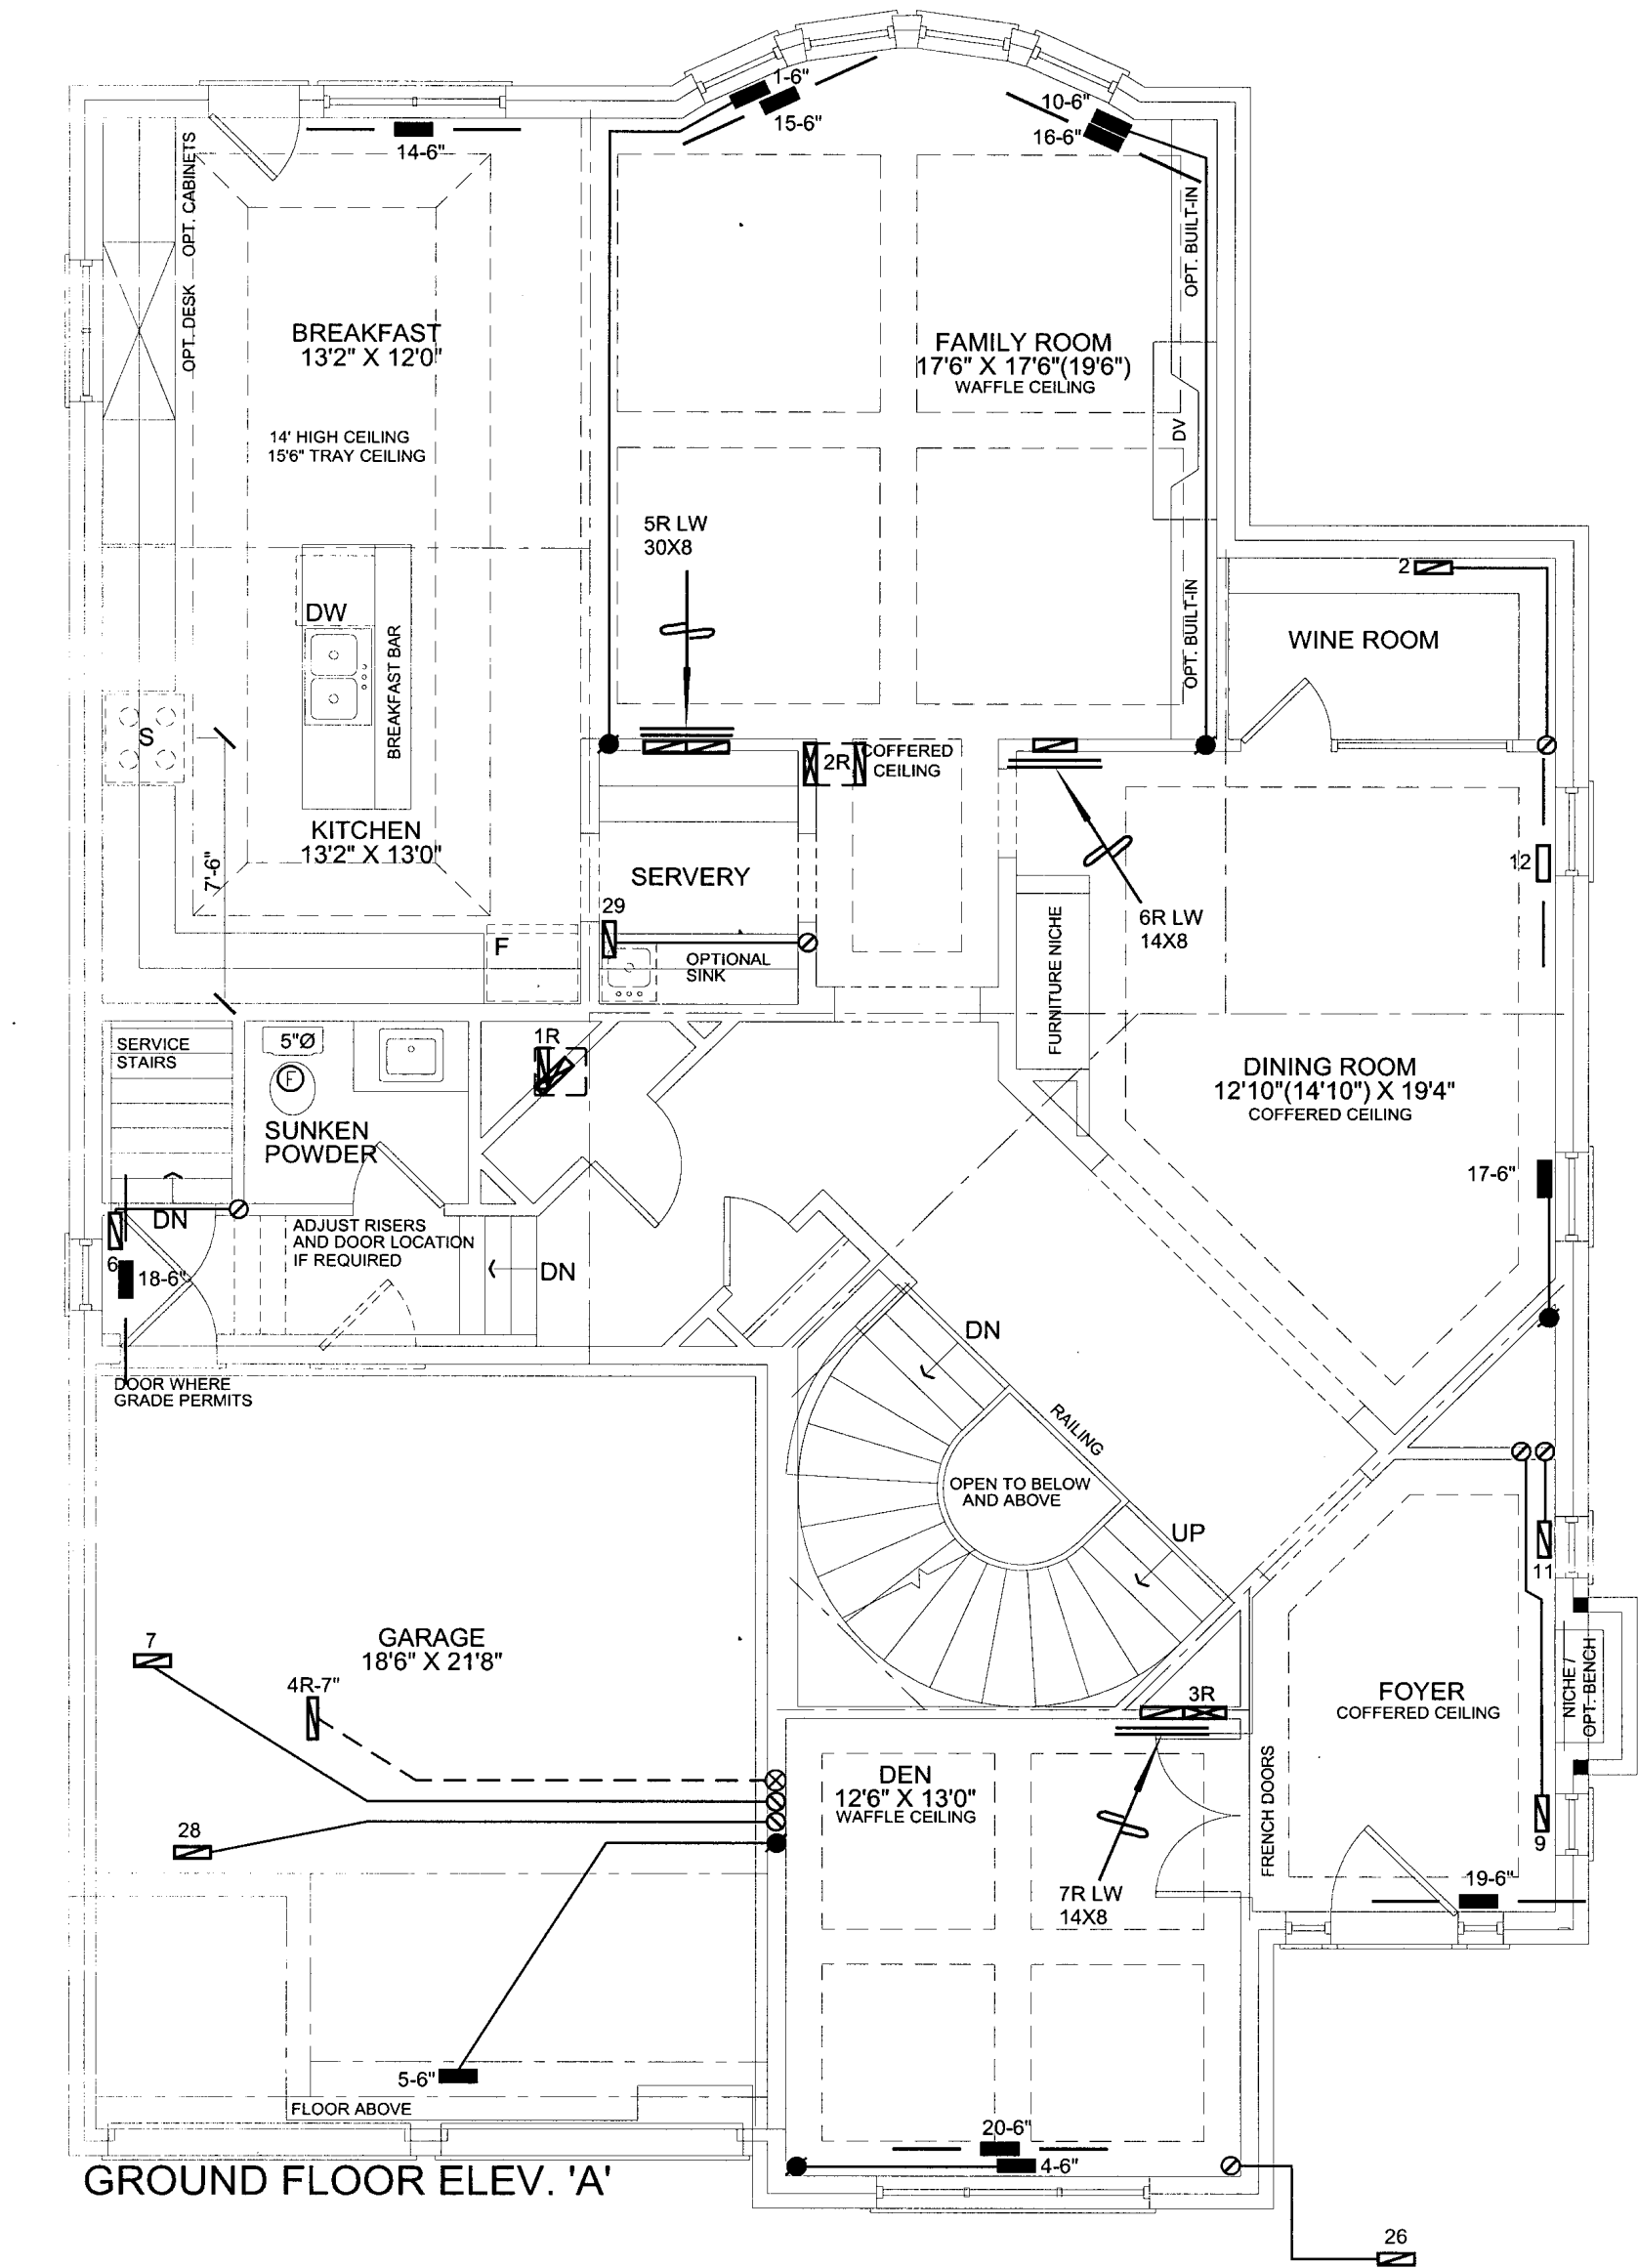 1-6"
15-6"
10-6"
16-6"
14-6"
OPT. CABINETS
OPT. DESK
BREAKFAST
13'2" X 12'0"
14' HIGH CEILING
15'6" TRAY CEILING
FAMILY ROOM
17'6" X 17'6"(19'6")
WAFFLE CEILING
OPT. BUILT-IN
DV
OPT. BUILT-IN
5R LW
30X8
2
WINE ROOM
DW
BREAKFAST BAR
S
KITCHEN
13'2" X 13'0"
7'-6"
2R
COFFERED
CEILING
SERVERY
29
F
OPTIONAL
SINK
12
6R LW
14X8
FURNITURE NICHE
SERVICE
STAIRS
5"Ø
F
SUNKEN
POWDER
1R
DINING ROOM
12'10"(14'10") X 19'4"
COFFERED CEILING
17-6"
DN
6
18-6"
ADJUST RISERS
AND DOOR LOCATION
IF REQUIRED
DN
DOOR WHERE
GRADE PERMITS
DN
RAILING
OPEN TO BELOW
AND ABOVE
UP
11
GARAGE
18'6" X 21'8"
7
4R-7"
28
3R
FOYER
COFFERED CEILING
NICHE /
OPT. BENCH
DEN
12'6" X 13'0"
WAFFLE CEILING
FRENCH DOORS
9
7R LW
14X8
19-6"
5-6"
FLOOR ABOVE
20-6"
4-6"
GROUND FLOOR ELEV. 'A'
26